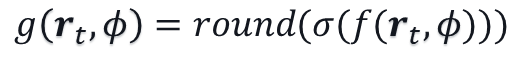 g(r_t, ϕ) = round(σ(f(r_t, ϕ)))